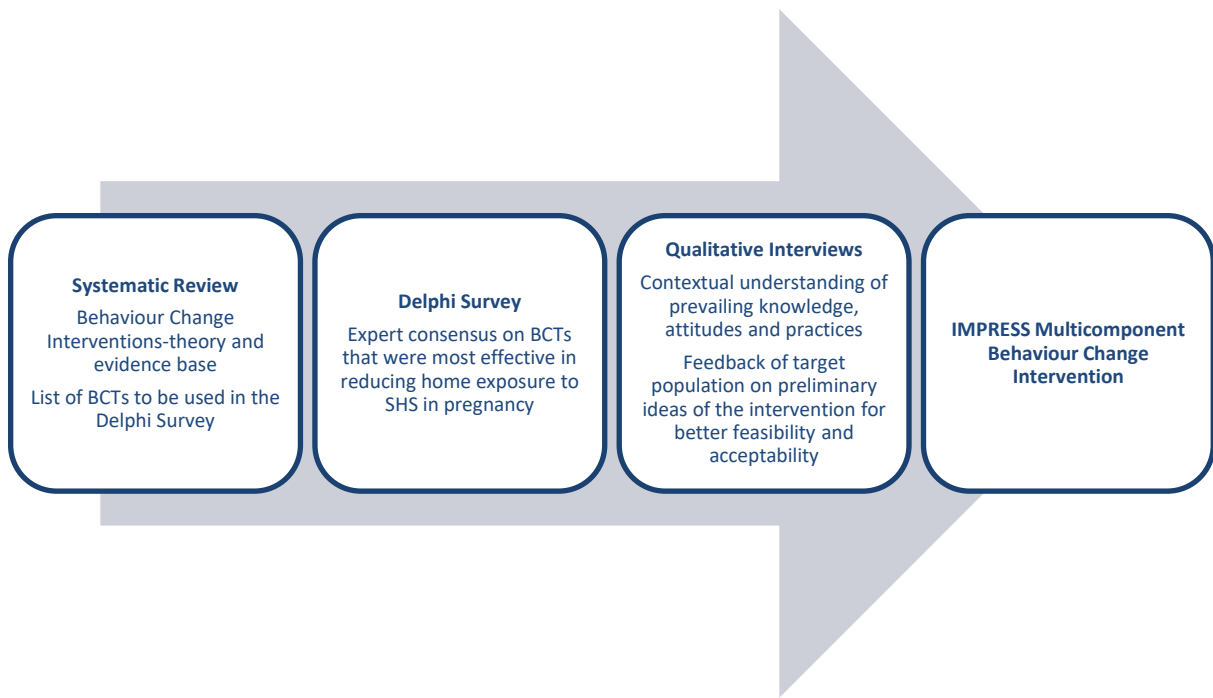 Systematic Review
Behaviour Change
Interventions-theory and
evidence base
List of BCTs to be used in the
Delphi Survey
Delphi Survey
Expert consensus on BCTs
that were most effective in
reducing home exposure to
SHS in pregnancy
Qualitative Interviews
Contextual understanding of
prevailing knowledge,
attitudes and practices
Feedback of target
population on preliminary
ideas of the intervention for
better feasibility and
acceptability
IMPRESS Multicomponent
Behaviour Change
Intervention